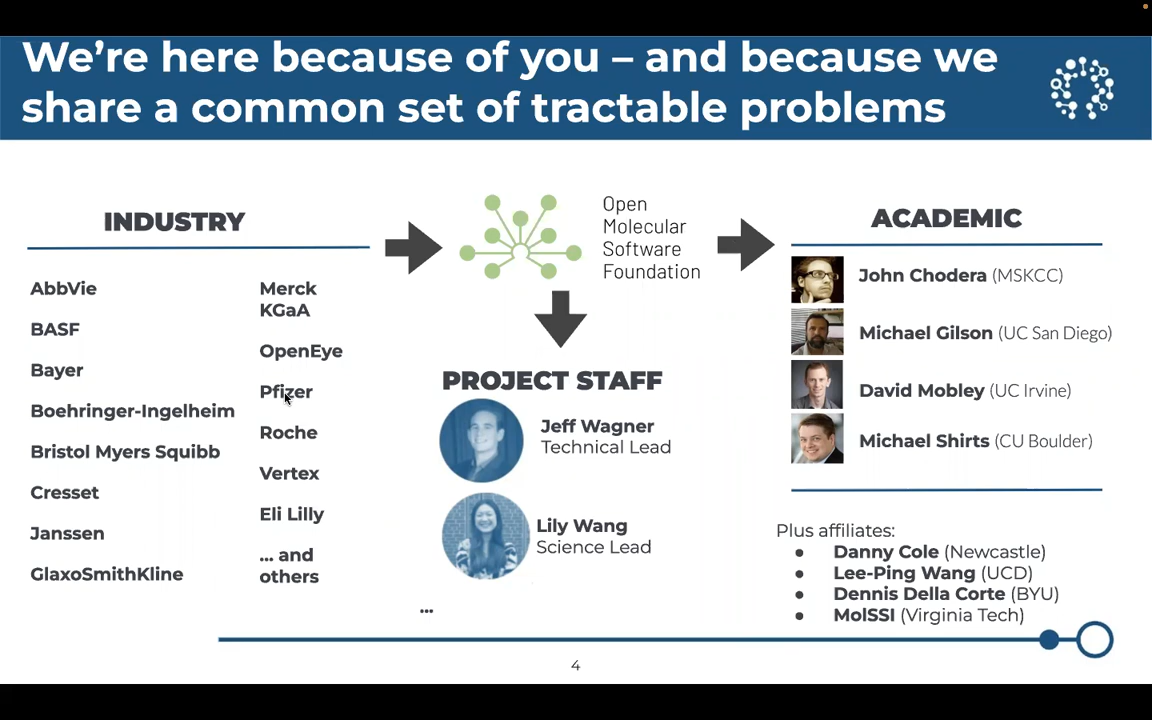 We're here because of you – and because we
share a common set of tractable problems
INDUSTRY
AbbVie
BASF
Bayer
Boehringer-Ingelheim
Bristol Myers Squibb
Cresset
Janssen
GlaxoSmithKline
Merck
KGaA
OpenEye
Pfizer
Roche
Vertex
Eli Lilly
... and
others
Open
Molecular
Software
Foundation
PROJECT STAFF
Jeff Wagner
Technical Lead
Lily Wang
Science Lead
...
ACADEMIC
John Chodera (MSKCC)
Michael Gilson (UC San Diego)
David Mobley (UC Irvine)
Michael Shirts (CU Boulder)
Plus affiliates:
● Danny Cole (Newcastle)
● Lee-Ping Wang (UCD)
● Dennis Della Corte (BYU)
● MolSSI (Virginia Tech)
4